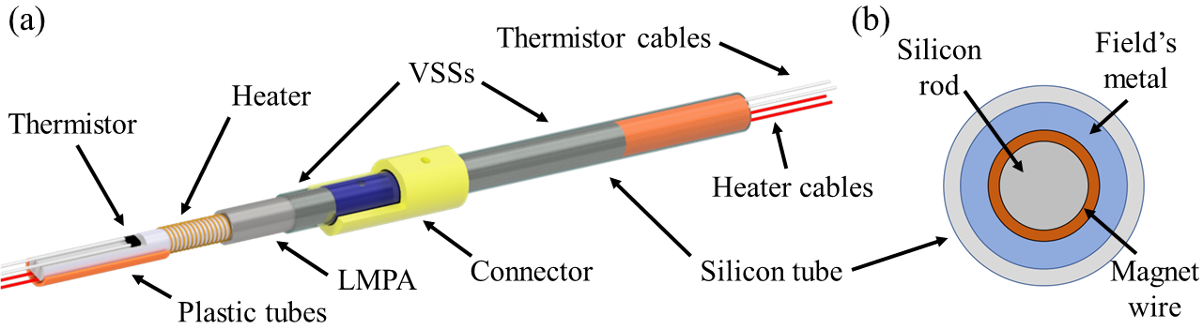 (a)
Thermistor
Heater
VSSs
Thermistor cables
Plastic tubes
LMPA
Connector
Heater cables
Silicon tube
(b)
Silicon
rod
Field's
metal
Magnet
wire